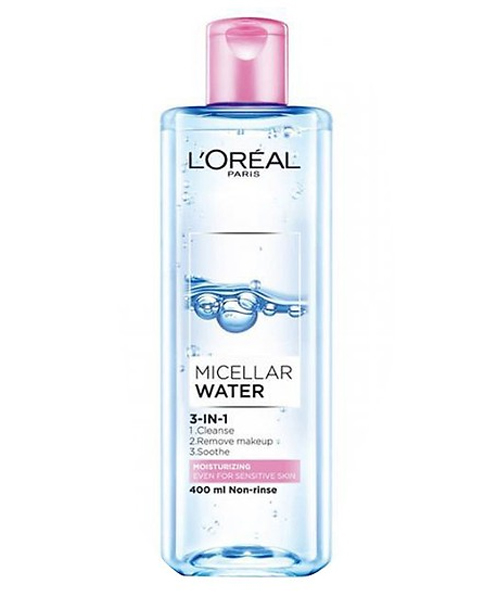 L'ORÉAL
PARIS
MICELLAR
WATER
3-IN-1
1.Cleanse
2.Remove makeup
3.Soothe
MOISTURIZING
EVEN FOR SENSITIVE SKIN
400 ml Non-rinse